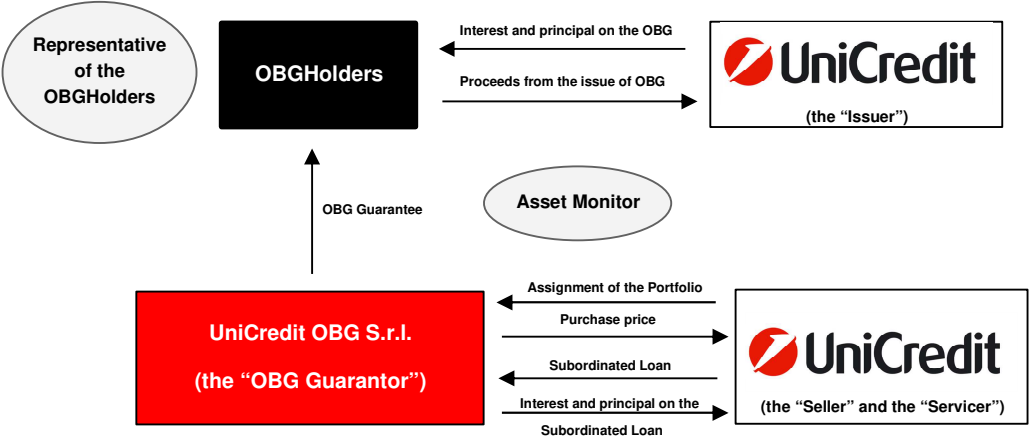 Representative
of the
OBGHolders
OBGHolders
Interest and principal on the OBG
Proceeds from the issue of OBG
UniCredit
(the “Issuer”)
OBG Guarantee
Asset Monitor
UniCredit OBG S.r.l.
(the “OBG Guarantor”)
Assignment of the Portfolio
Purchase price
Subordinated Loan
Interest and principal on the
Subordinated Loan
UniCredit
(the “Seller” and the “Servicer”)